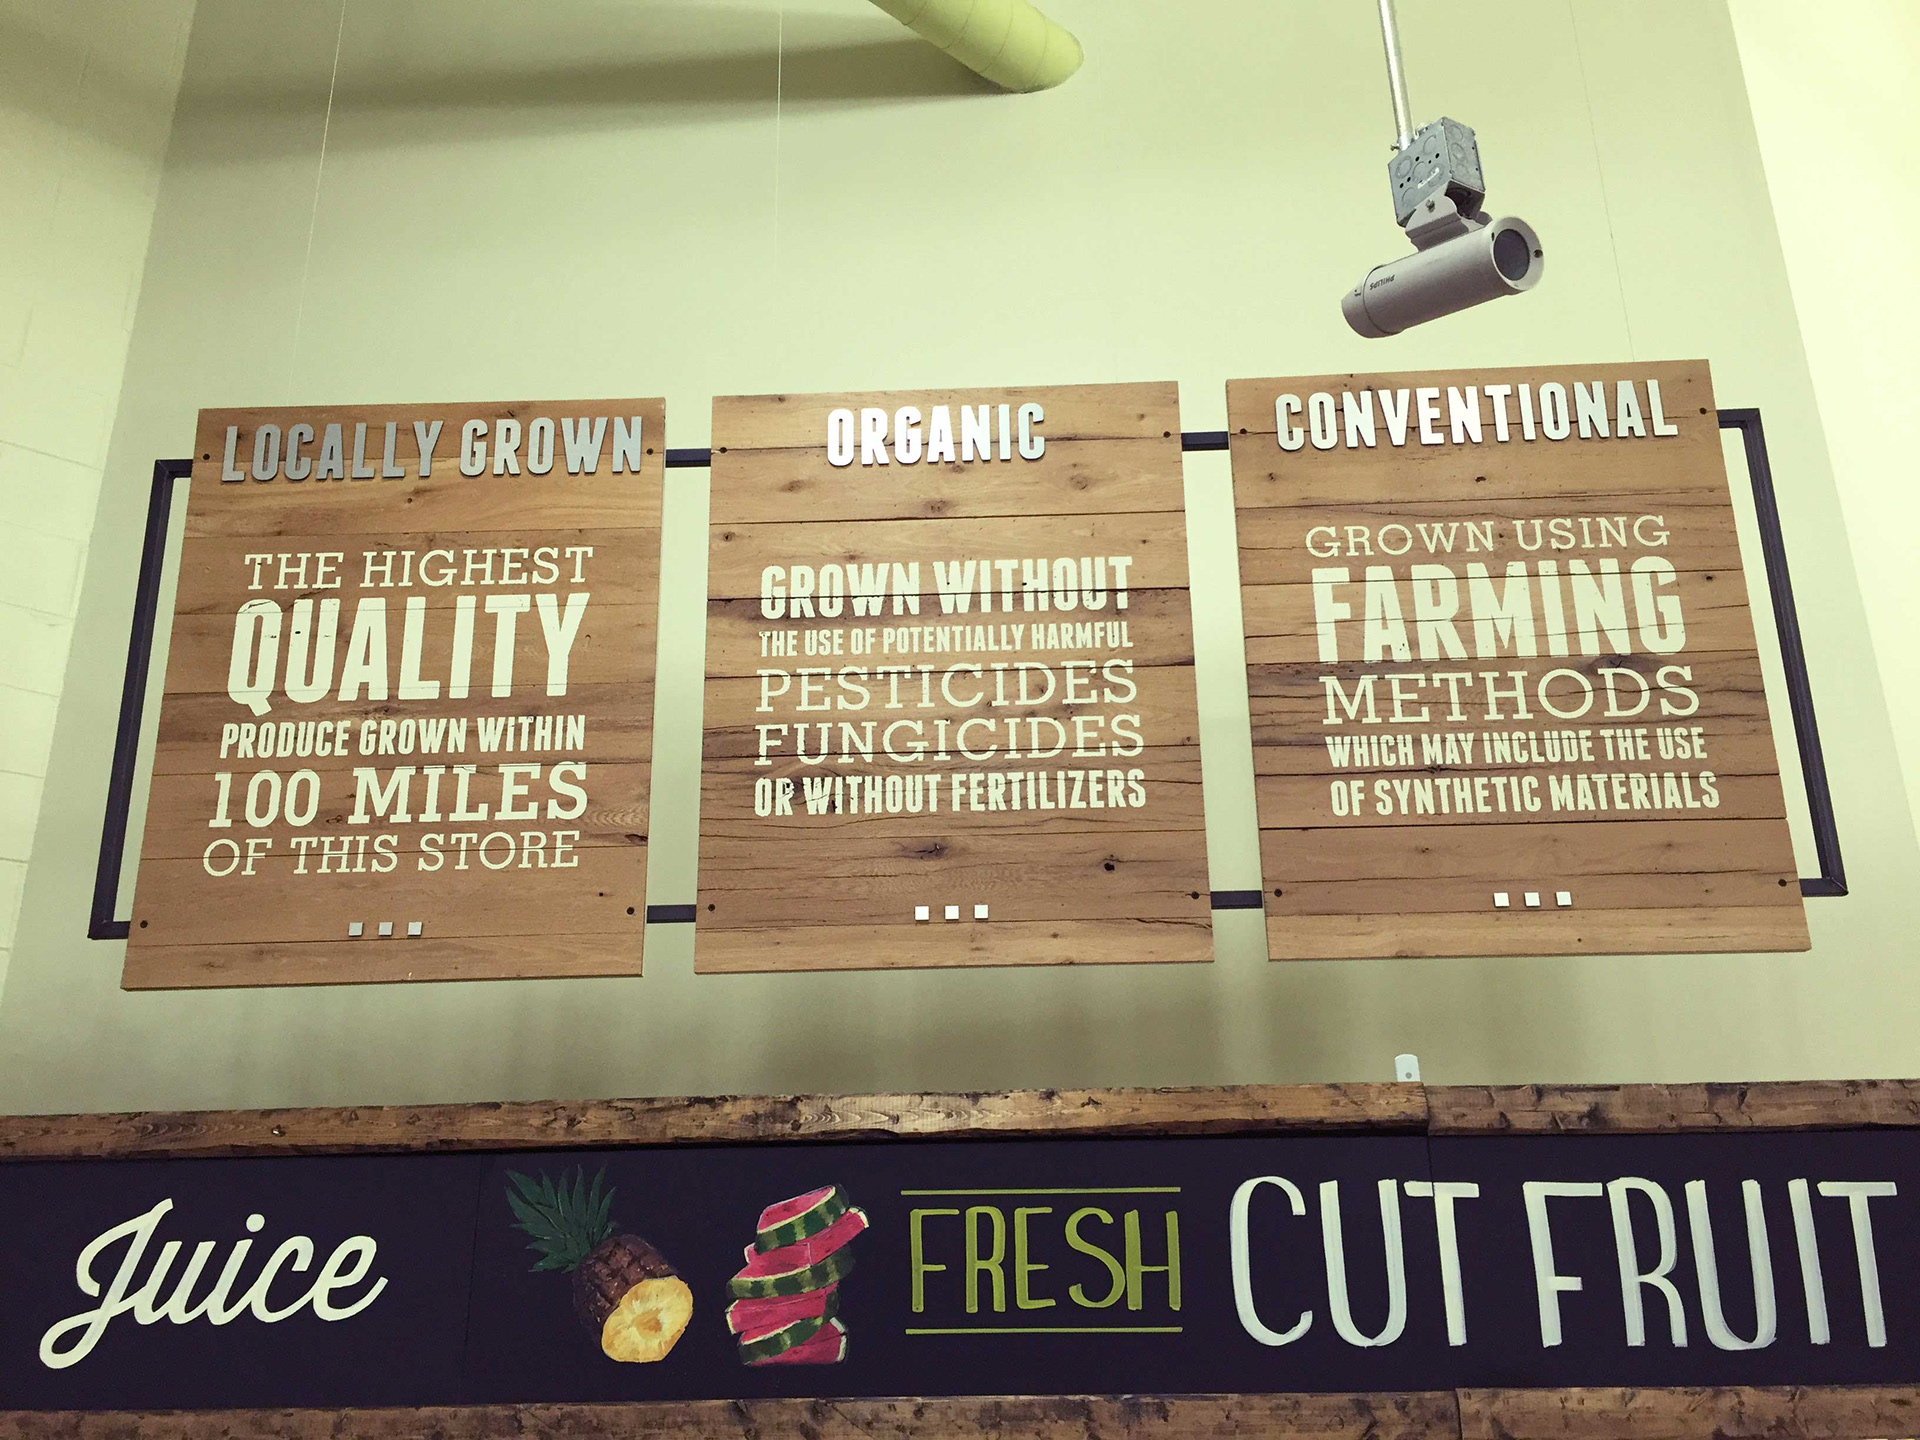 PHILIPS
LOCALLY GROWN
THE HIGHEST
QUALITY
PRODUCE GROWN WITHIN
100 MILES
OF THIS STORE
ORGANIC
GROWN WITHOUT
THE USE OF POTENTIALLY HARMFUL
PESTICIDES
FUNGICIDES
OR WITHOUT FERTILIZERS
CONVENTIONAL
GROWN USING
FARMING
METHODS
WHICH MAY INCLUDE THE USE
OF SYNTHETIC MATERIALS
Juice
FRESH CUT FRUIT